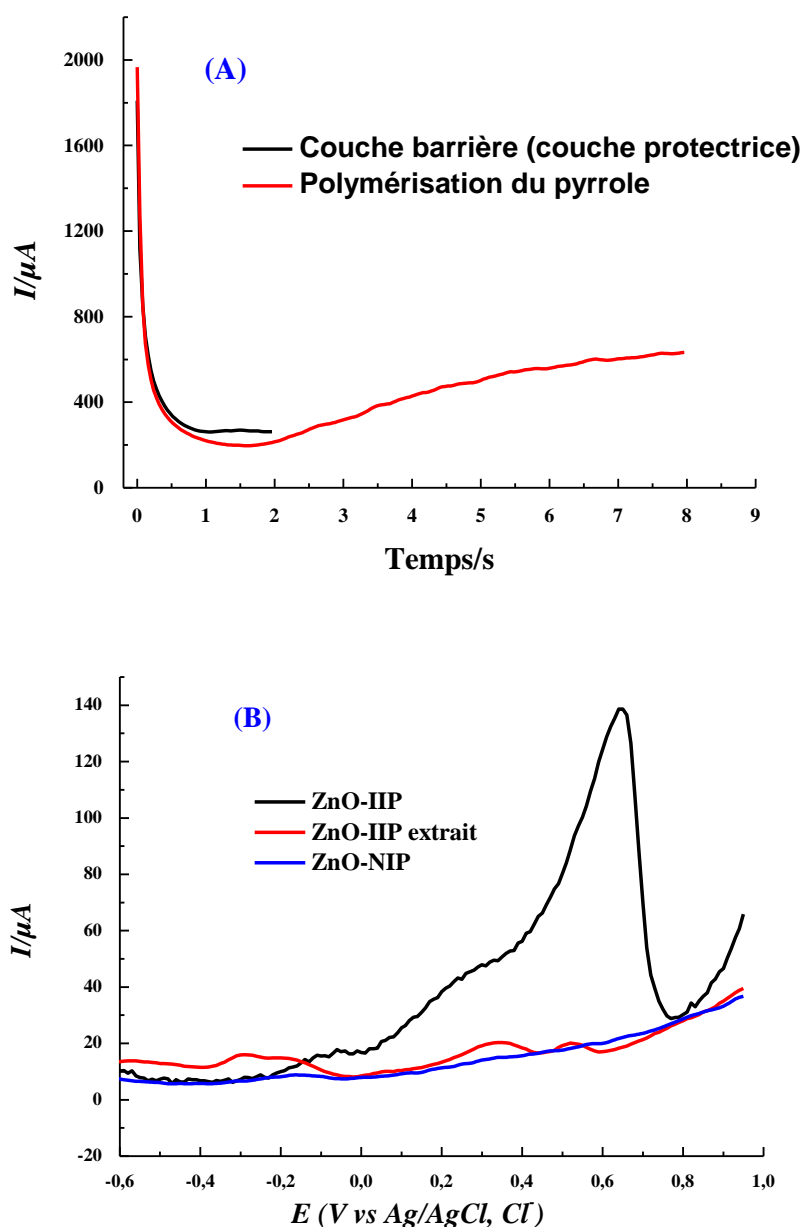 (A)
2000
1600
1200
800
400
0
I/µA
Couche barrière (couche protectrice)
Polymérisation du pyrrole
0 1 2 3 4 5 6 7 8 9
Temps/s
140
120
100
80
60
40
20
0
-20
I/µA
(B)
ZnO-IIP
ZnO-IIP extrait
ZnO-NIP
-0,6 -0,4 -0,2 0,0 0,2 0,4 0,6 0,8 1,0
E (V vs Ag/AgCl, Cl⁻)